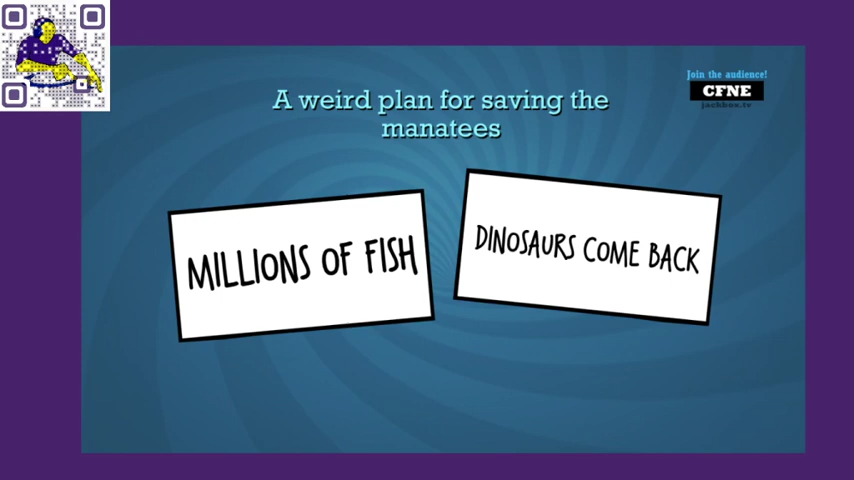 Join the audience!
CFNE
jackbox.tv
A weird plan for saving the
manatees
MILLIONS OF FISH
DINOSAURS COME BACK